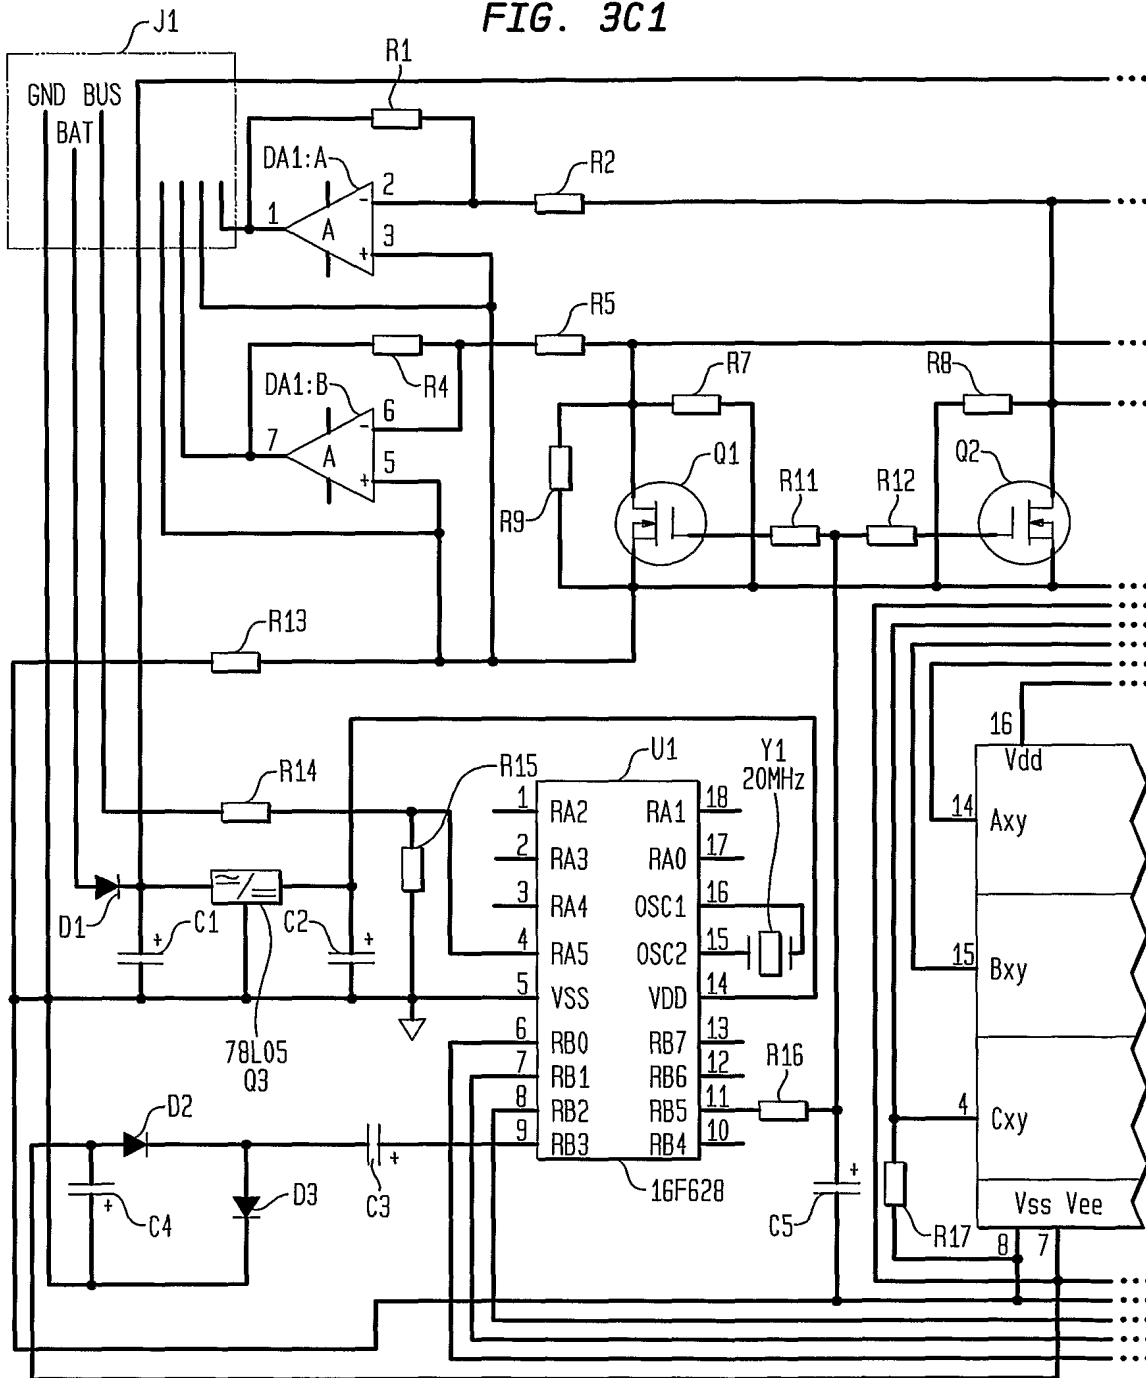 FIG. 3C1
J1
R1
GND BUS
BAT
DA1:A
R2
2
-
1
A
3
+
R5
R7
R8
R4
DA1:B
6
-
7
A
5
+
Q1
Q2
R9
R11
R12
R13
16
Vdd
U1
Y1
20MHz
R14
R15
1
RA2
RA1
18
14
Axy
2
RA3
RA0
17
3
RA4
OSC1
16
D1
+
C1
C2
+
4
RA5
OSC2
15
15
Bxy
5
VSS
VDD
14
6
RB0
RB7
13
78L05
Q3
7
RB1
RB6
12
R16
8
RB2
RB5
11
D2
4
Cxy
9
RB3
RB4
10
+
C3
16F628
+
C5
D3
+
C4
R17
Vss Vee
8
7